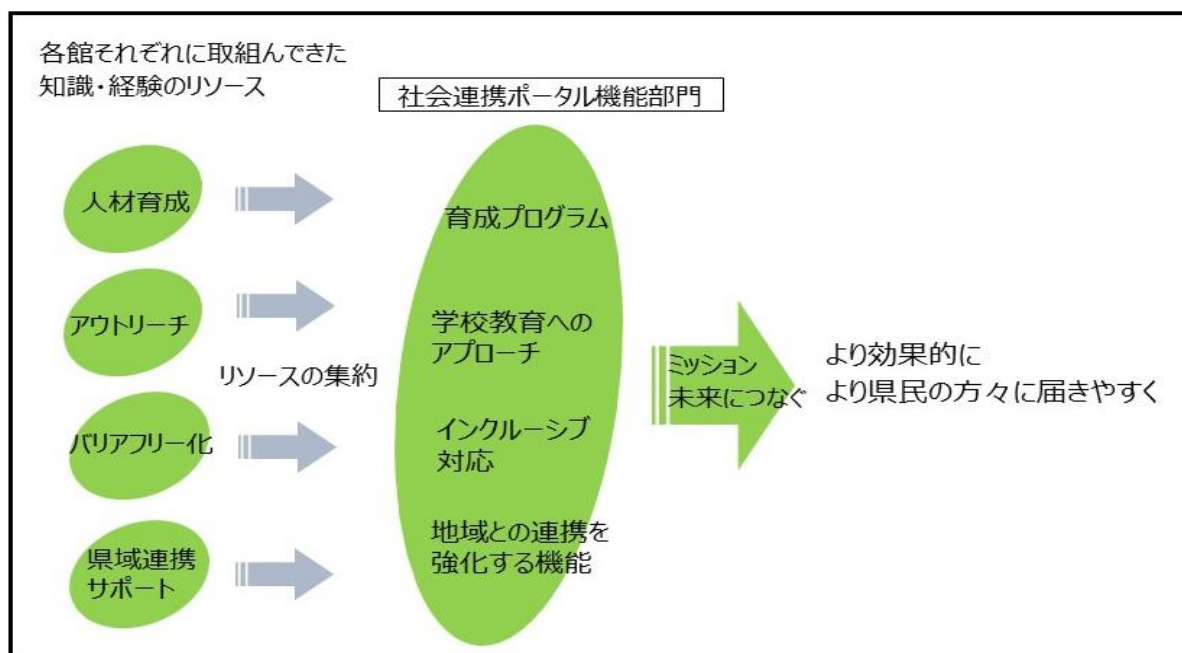 各館それぞれに取組んできた
知識・経験のリソース
社会連携ポータル機能部門
人材育成
アウトリーチ
リソースの集約
バリアフリー化
県域連携
サポート
育成プログラム
学校教育への
アプローチ
インクルーシブ
対応
地域との連携を
強化する機能
ミッション
未来につなぐ
より効果的に
より県民の方々に届きやすく